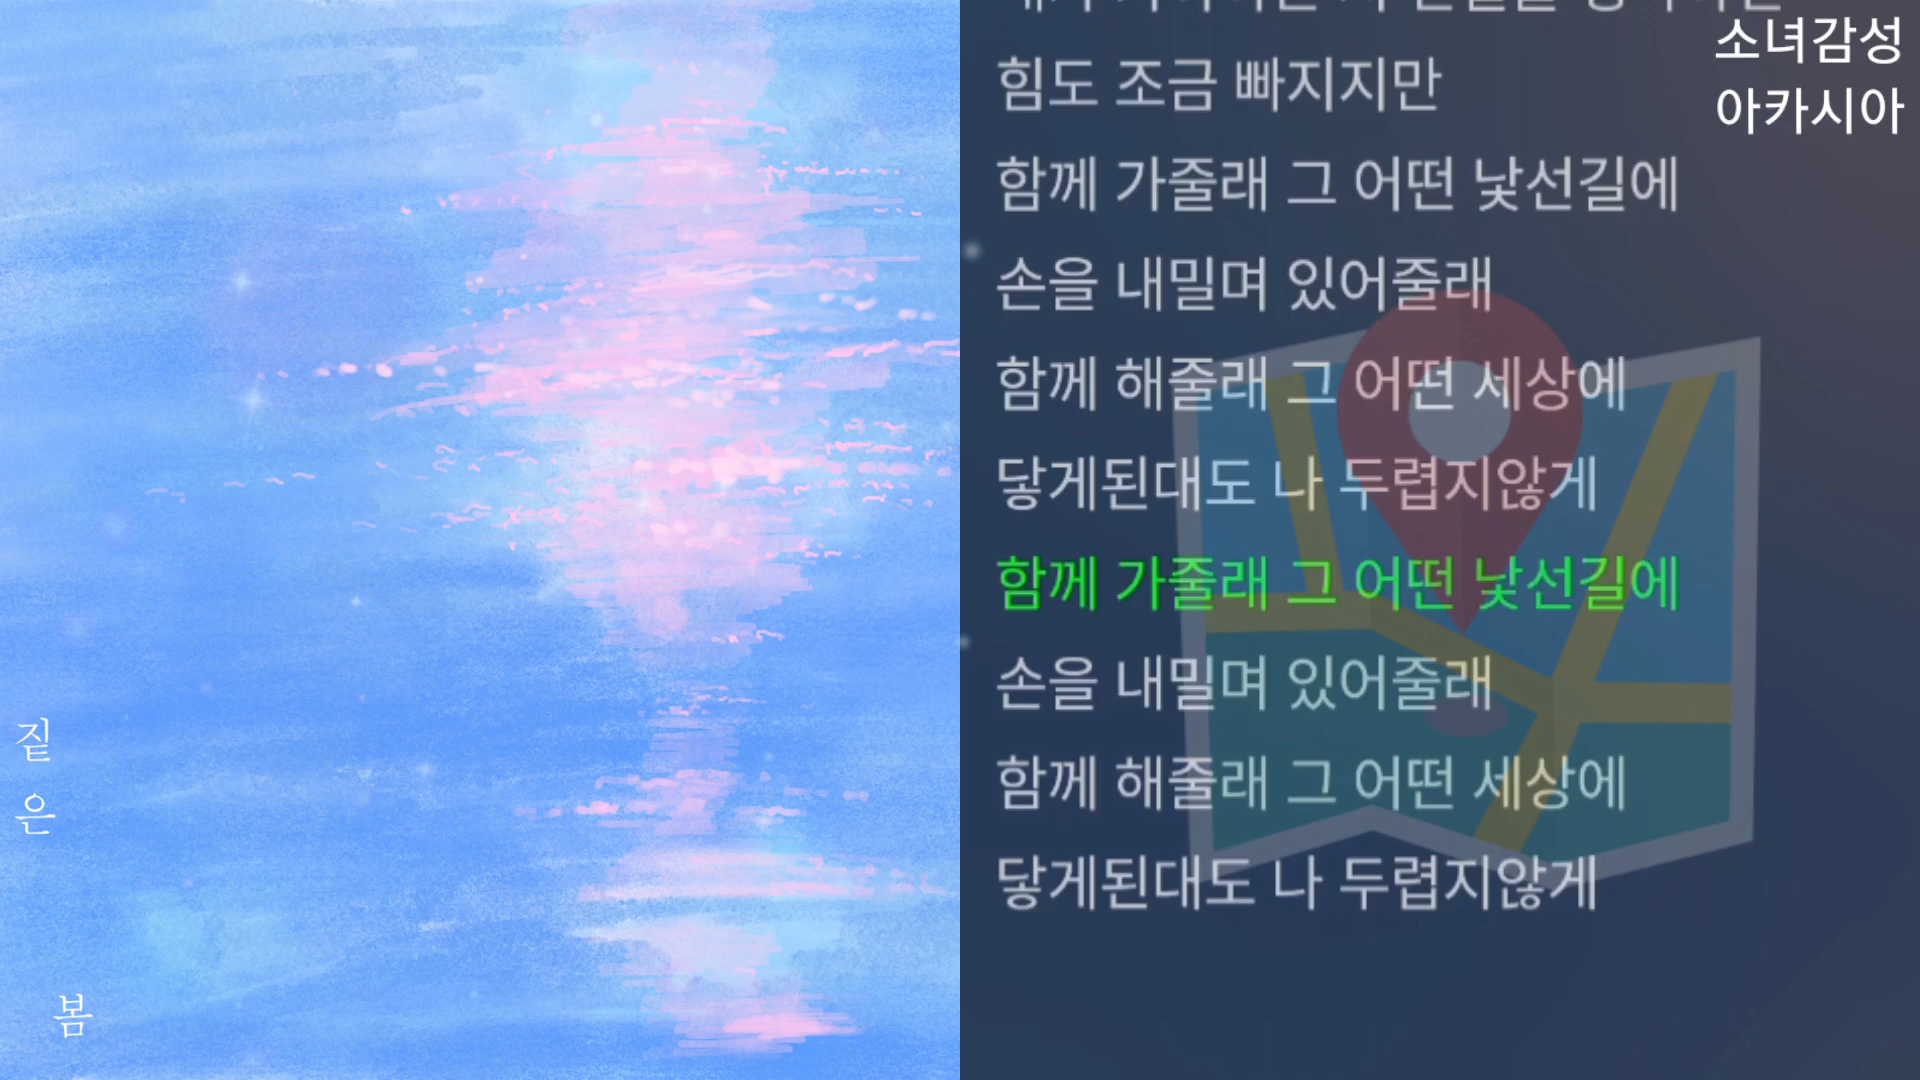 짙
은
봄
소녀감성
아카시아
힘도 조금 빠지지만
함께 가줄래 그 어떤 낯선길에
손을 내밀며 있어줄래
함께 해줄래 그 어떤 세상에
닿게된대도 나 두렵지않게
함께 가줄래 그 어떤 낯선길에
손을 내밀며 있어줄래
함께 해줄래 그 어떤 세상에
닿게된대도 나 두렵지않게